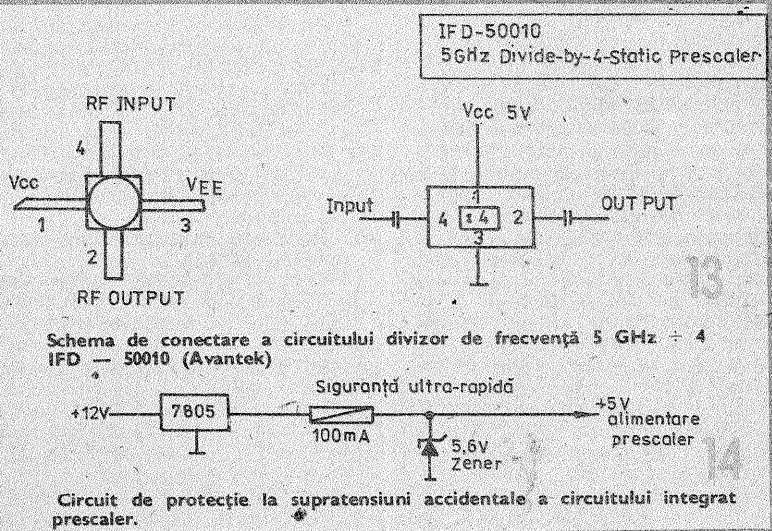 IFD-50010
5GHz Divide-by-4-Static Prescaler
RF INPUT
4
Vcc
VEE
1
3
2
RF OUTPUT
Vcc 5V
Input
4
1
÷4
3
2
OUTPUT
13
Schema de conectare a circuitului divizor de frecvență 5 GHz ÷ 4
IFD — 50010 (Avantek)
Siguranță ultra-rapidă
+12V
7805
100mA
5,6V
Zener
+5V
alimentare
prescaler
14
Circuit de protecție la supratensiuni accidentale a circuitului integrat
prescaler.